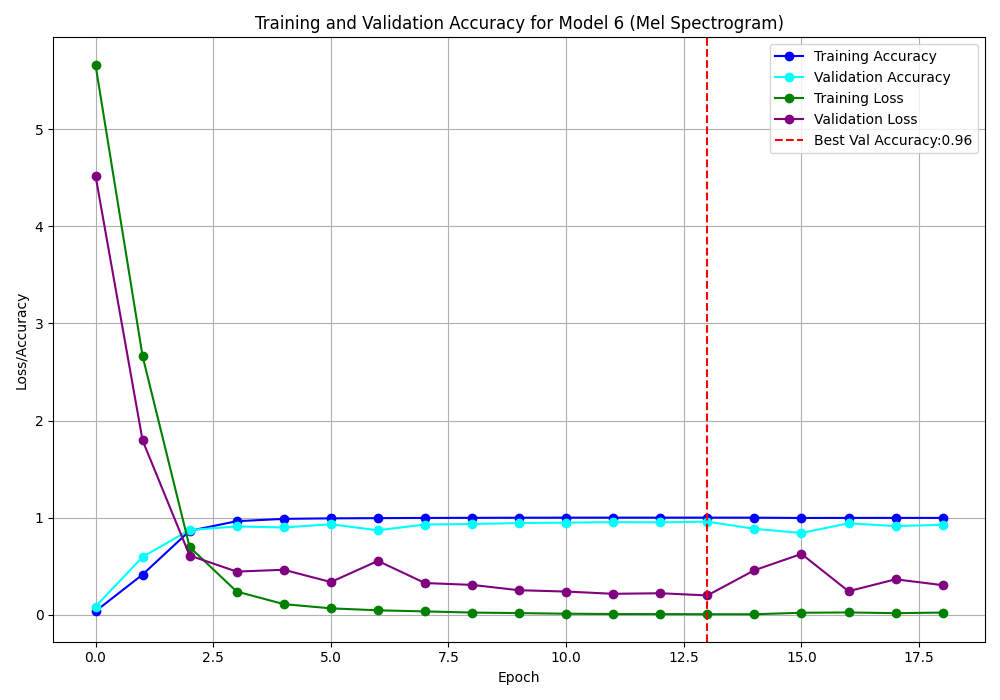 Training and Validation Accuracy for Model 6 (Mel Spectrogram)
Training Accuracy
Validation Accuracy
Training Loss
Validation Loss
Best Val Accuracy:0.96
Loss/Accuracy
5
4
3
2
1
0
0.0 2.5 5.0 7.5 10.0 12.5 15.0 17.5
Epoch